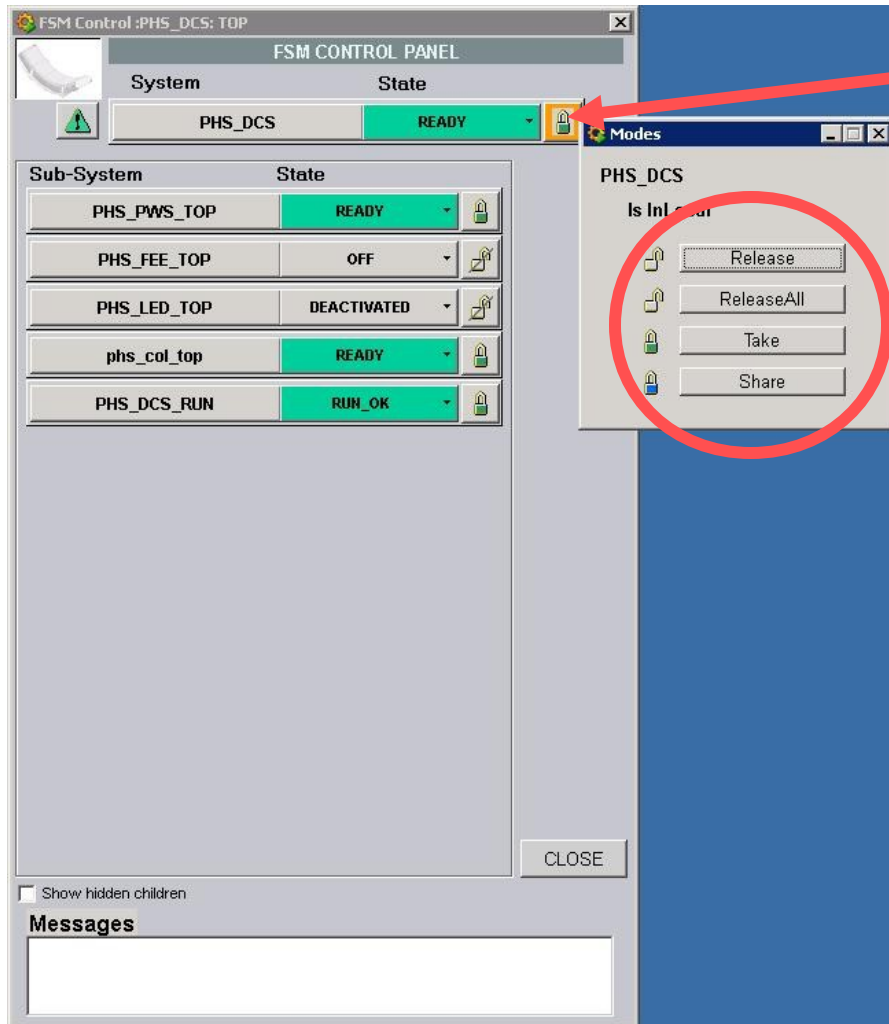 FSM Control :PHS_DCS: TOP
FSM CONTROL PANEL
System State
PHS_DCS READY
Sub-System State
PHS_PWS_TOP READY
PHS_FEE_TOP OFF
PHS_LED_TOP DEACTIVATED
phs_col_top READY
PHS_DCS_RUN RUN_OK
CLOSE
Show hidden children
Messages
Modes
PHS_DCS
Is
Release
ReleaseAll
Take
Share